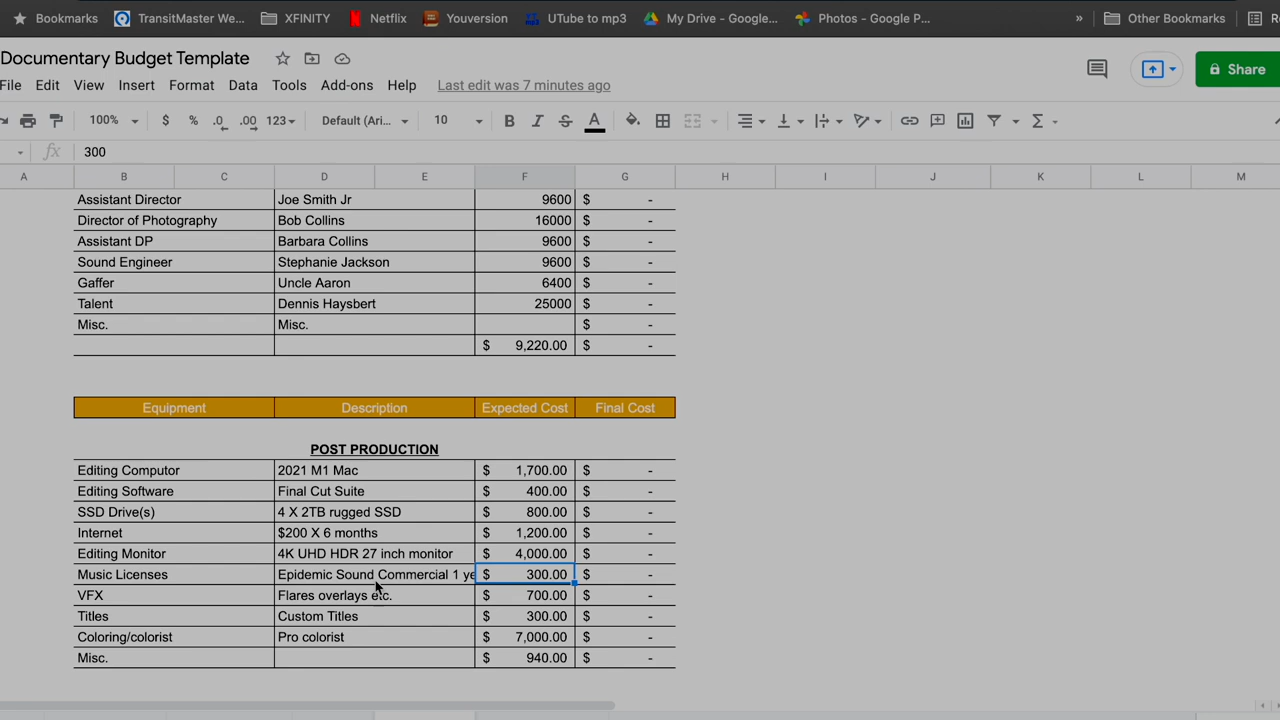 Bookmarks TransitMaster We... XFINITY Netflix Youversion UTube to mp3 My Drive - Google... Photos - Google P... » Other Bookmarks
Documentary Budget Template
File Edit View Insert Format Data Tools Add-ons Help Last edit was 7 minutes ago Share
100% $ % .0 .00 123 Default (Ari... 10 B I S A Σ
fx 300
A B C D E F G H I J K L M
Assistant Director Joe Smith Jr 9600 $ -
Director of Photography Bob Collins 16000 $ -
Assistant DP Barbara Collins 9600 $ -
Sound Engineer Stephanie Jackson 9600 $ -
Gaffer Uncle Aaron 6400 $ -
Talent Dennis Haysbert 25000 $ -
Misc. Misc. $ -
$ 9,220.00 $ -
Equipment Description Expected Cost Final Cost
POST PRODUCTION
Editing Computor 2021 M1 Mac $ 1,700.00 $ -
Editing Software Final Cut Suite $ 400.00 $ -
SSD Drive(s) 4 X 2TB rugged SSD $ 800.00 $ -
Internet $200 X 6 months $ 1,200.00 $ -
Editing Monitor 4K UHD HDR 27 inch monitor $ 4,000.00 $ -
Music Licenses Epidemic Sound Commercial 1 ye $ 300.00 $ -
VFX Flares overlays etc. $ 700.00 $ -
Titles Custom Titles $ 300.00 $ -
Coloring/colorist Pro colorist $ 7,000.00 $ -
Misc. $ 940.00 $ -